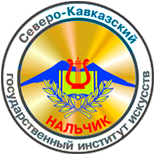 Северо-Кавказский
государственный институт искусств
НАЛЬЧИК